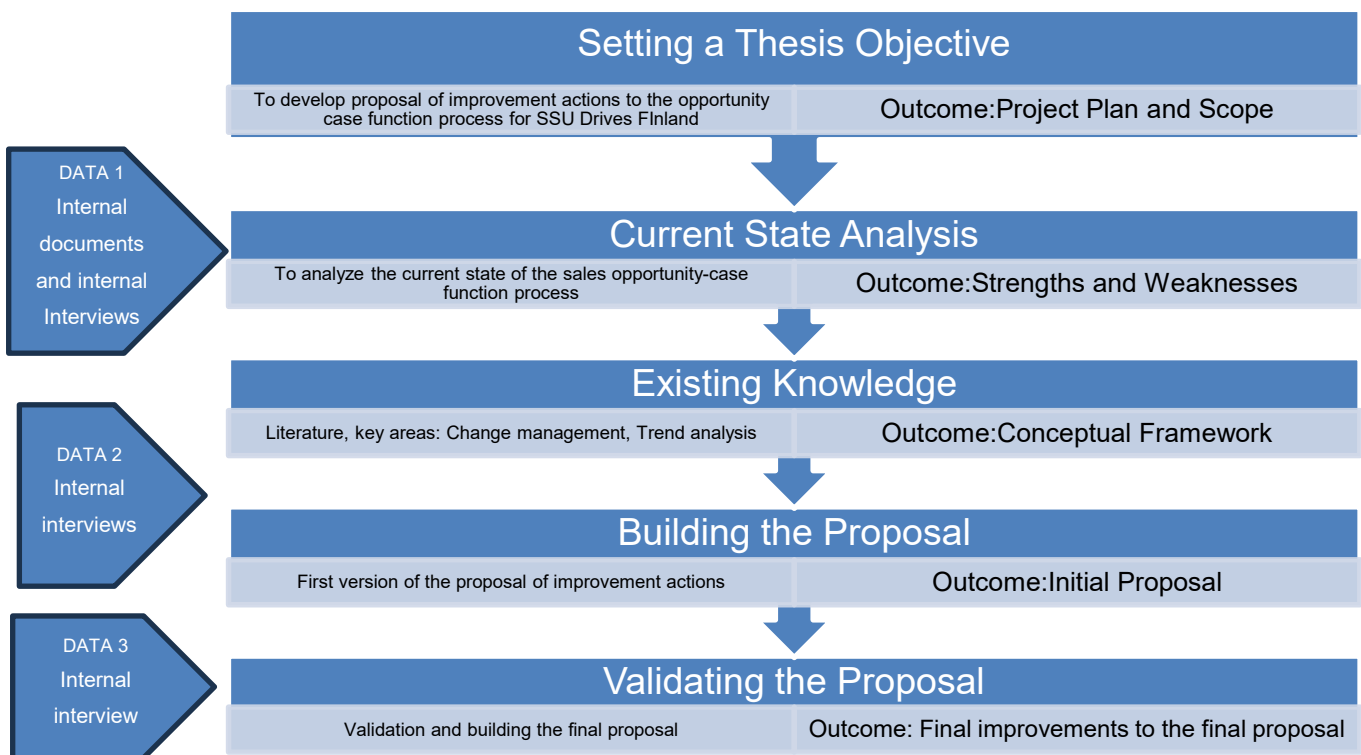 Setting a Thesis Objective
To develop proposal of improvement actions to the opportunity
case function process for SSU Drives FInland
Outcome:Project Plan and Scope
DATA 1
Internal
documents
and internal
Interviews
Current State Analysis
To analyze the current state of the sales opportunity-case
function process
Outcome:Strengths and Weaknesses
Existing Knowledge
Literature, key areas: Change management, Trend analysis
Outcome:Conceptual Framework
DATA 2
Internal
interviews
Building the Proposal
First version of the proposal of improvement actions
Outcome:Initial Proposal
DATA 3
Internal
interview
Validating the Proposal
Validation and building the final proposal
Outcome: Final improvements to the final proposal